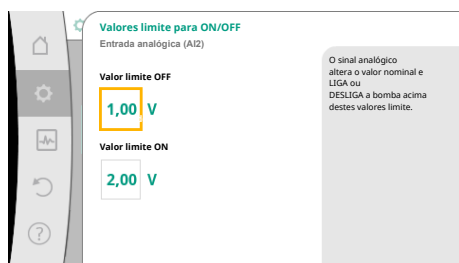 Valores limite para ON/OFF
Entrada analógica (AI2)
Valor limite OFF
1,00 V
Valor limite ON
2,00 V
O sinal analógico
altera o valor nominal e
LIGA ou
DESLIGA a bomba acima
destes valores limite.
?